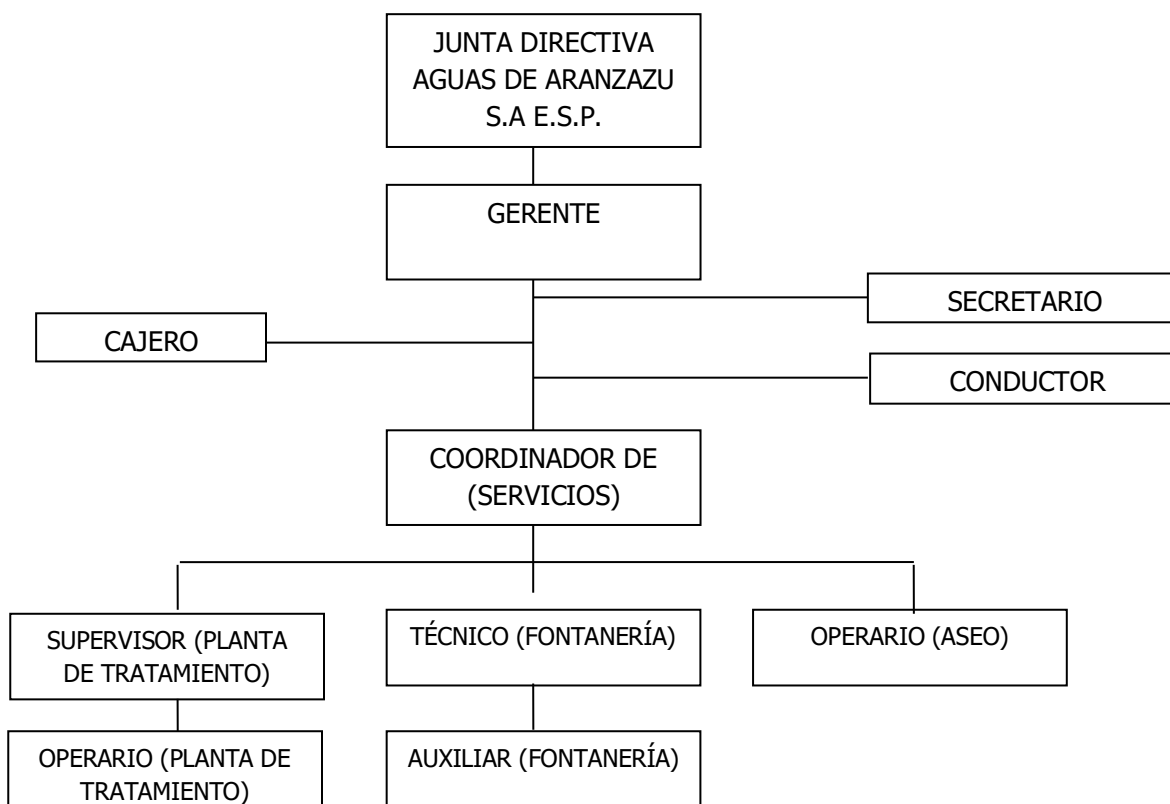 JUNTA DIRECTIVA
AGUAS DE ARANZAZU
S.A E.S.P.
GERENTE
SECRETARIO
CAJERO
CONDUCTOR
COORDINADOR DE
(SERVICIOS)
SUPERVISOR (PLANTA
DE TRATAMIENTO)
TÉCNICO (FONTANERÍA)
OPERARIO (ASEO)
OPERARIO (PLANTA DE
TRATAMIENTO)
AUXILIAR (FONTANERÍA)